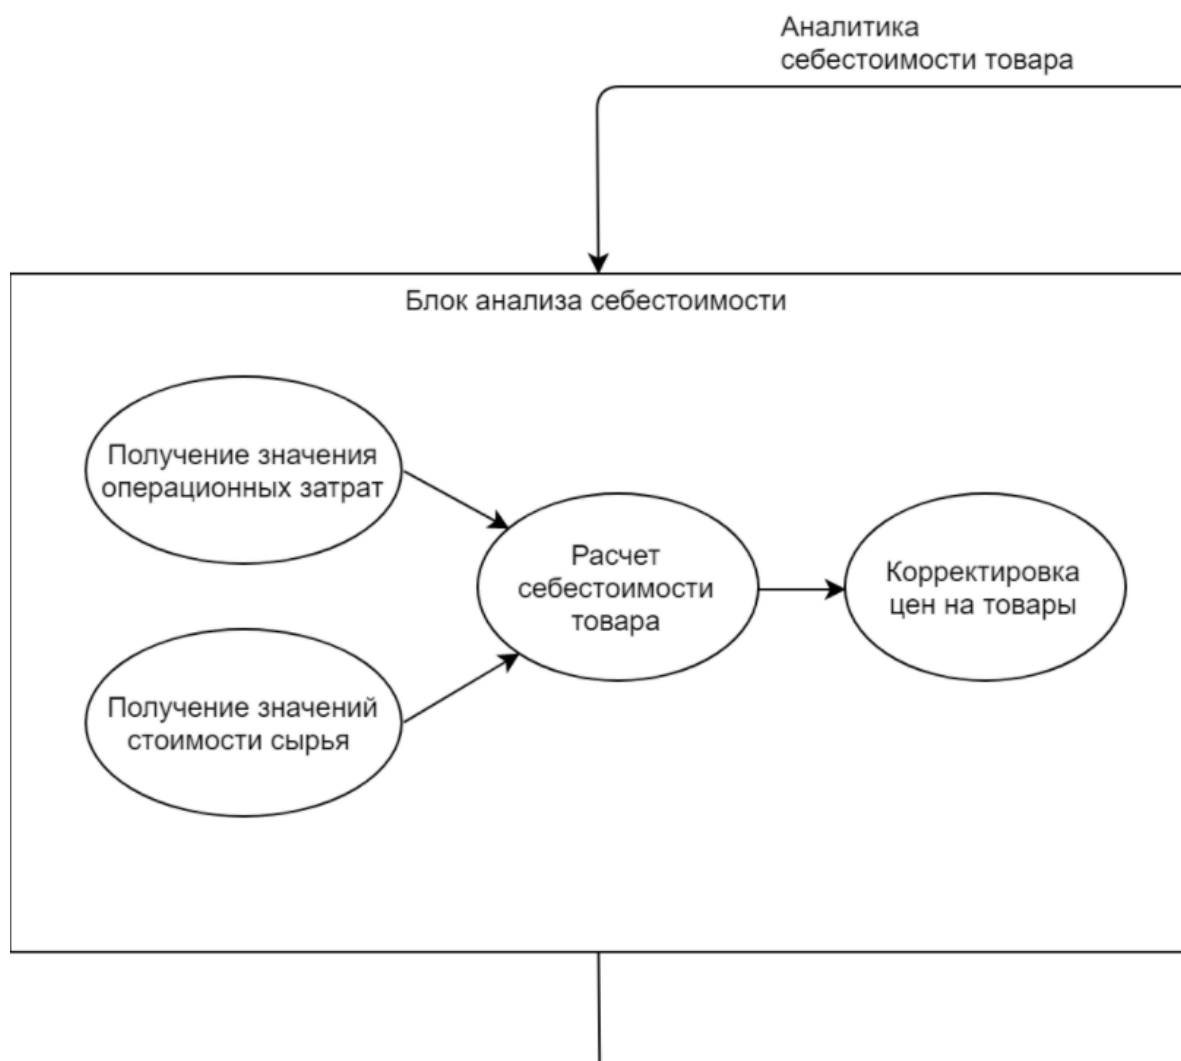 Аналитика
себестоимости товара
Блок анализа себестоимости
Получение значения
операционных затрат
Расчет
себестоимости
товара
Корректировка
цен на товары
Получение значений
стоимости сырья